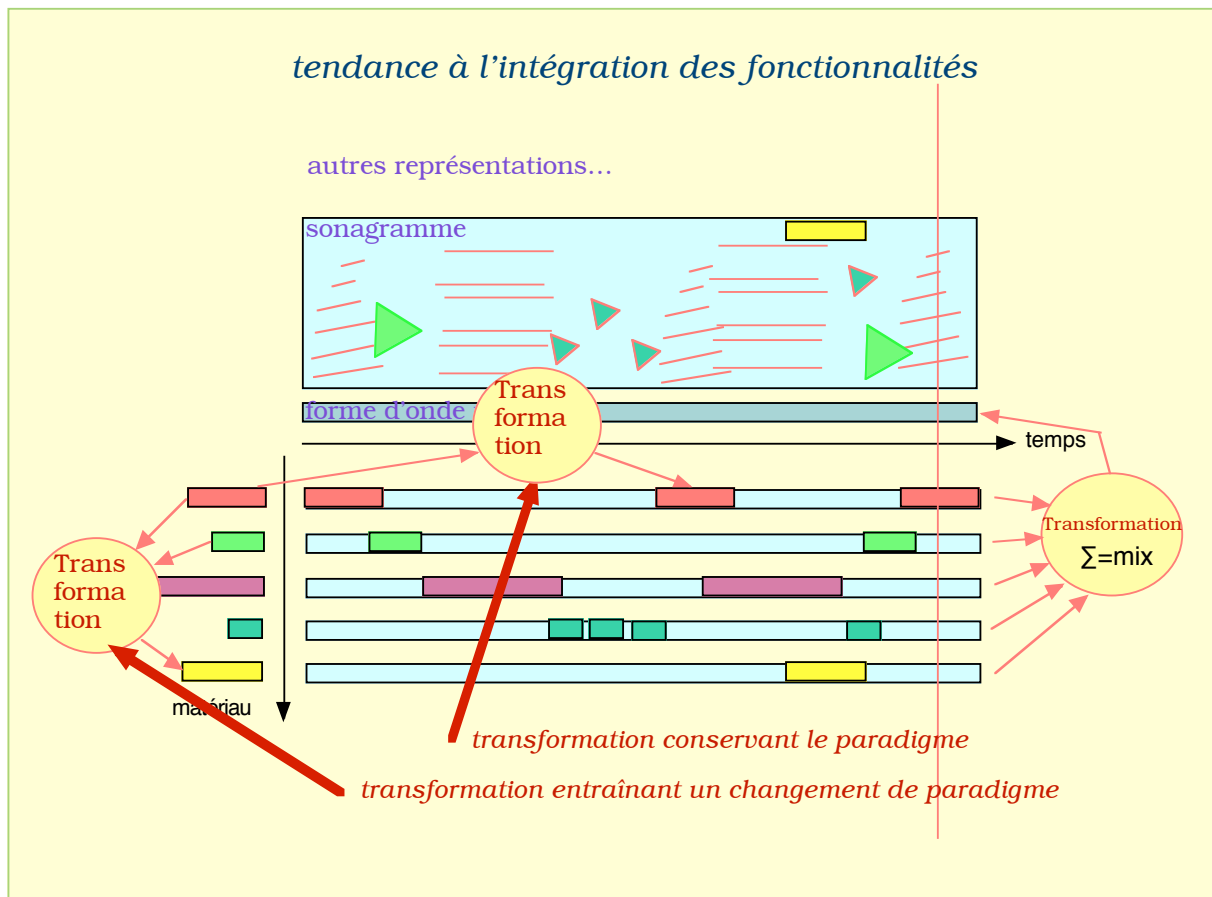 tendance à l'intégration des fonctionnalités
autres représentations...
sonagramme
forme d'onde
Trans
forma
tion
temps
Transformation
∑=mix
Trans
forma
tion
matériau
transformation conservant le paradigme
transformation entraînant un changement de paradigme